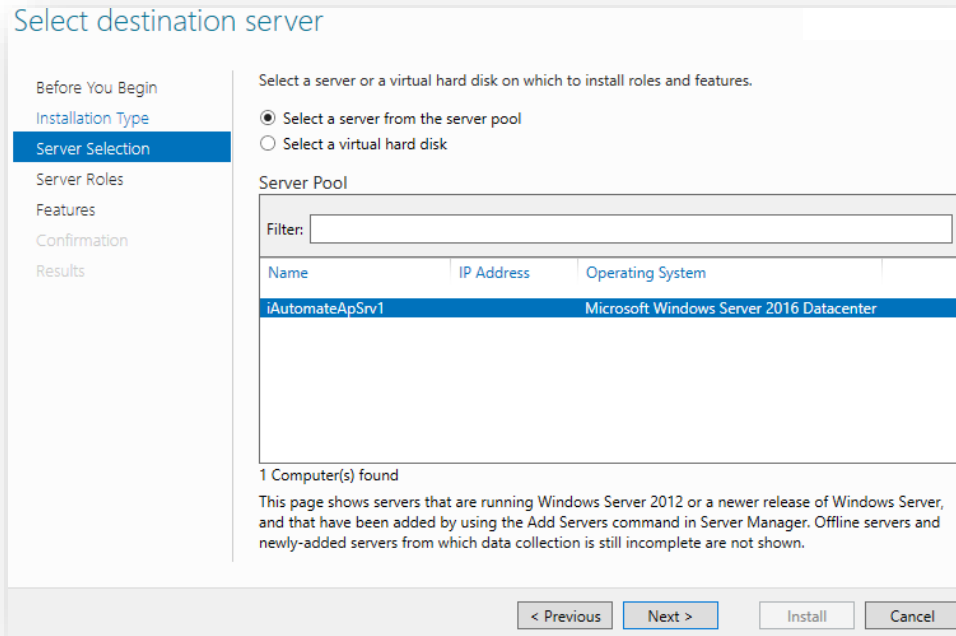 Select destination server
Before You Begin
Installation Type
Server Selection
Server Roles
Features
Confirmation
Results
Select a server or a virtual hard disk on which to install roles and features.
Select a server from the server pool
Select a virtual hard disk
Server Pool
Filter:
Name IP Address Operating System
iAutomateApSrv1 Microsoft Windows Server 2016 Datacenter
1 Computer(s) found
This page shows servers that are running Windows Server 2012 or a newer release of Windows Server,
and that have been added by using the Add Servers command in Server Manager. Offline servers and
newly-added servers from which data collection is still incomplete are not shown.
< Previous Next > Install Cancel